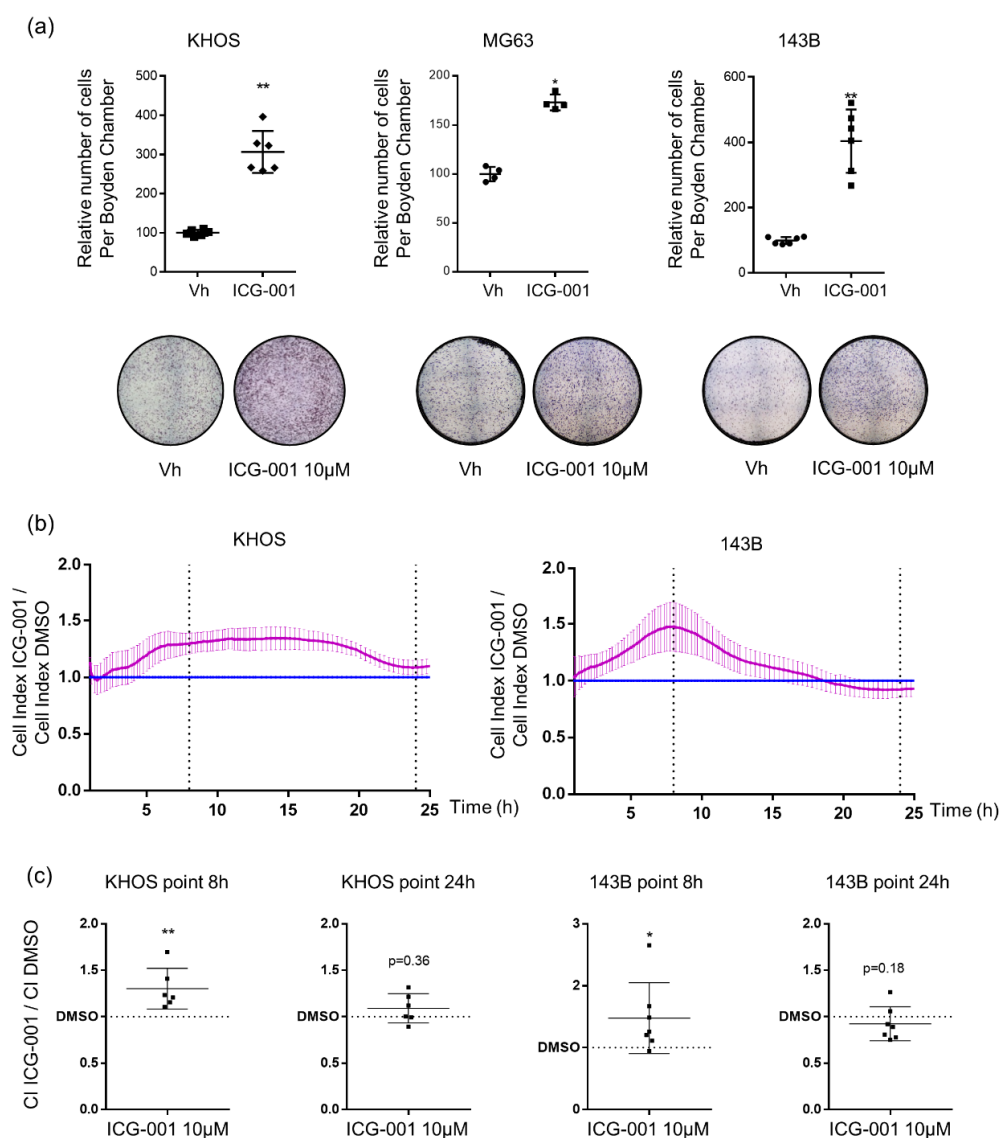 (a)
KHOS
MG63
143B
Relative number of cells
Per Boyden Chamber
500
400
300
200
100
0
**
Vh
ICG-001
Relative number of cells
Per Boyden Chamber
200
150
100
50
0
*
Vh
ICG-001
Relative number of cells
Per Boyden Chamber
600
400
200
0
**
Vh
ICG-001
Vh
ICG-001 10µM
Vh
ICG-001 10µM
Vh
ICG-001 10µM
(b)
KHOS
Cell Index ICG-001 /
Cell Index DMSO
2.0
1.5
1.0
0.5
0.0
5
10
15
20
25
Time (h)
143B
Cell Index ICG-001 /
Cell Index DMSO
2.0
1.5
1.0
0.5
0.0
5
10
15
20
25
Time (h)
(c)
KHOS point 8h
KHOS point 24h
143B point 8h
143B point 24h
CI ICG-001 / CI DMSO
2.0
1.5
DMSO
0.5
0.0
**
ICG-001 10µM
2.0
1.5
DMSO
0.5
0.0
p=0.36
ICG-001 10µM
3
2
DMSO
0
*
ICG-001 10µM
2.0
1.5
DMSO
0.5
0.0
p=0.18
ICG-001 10µM